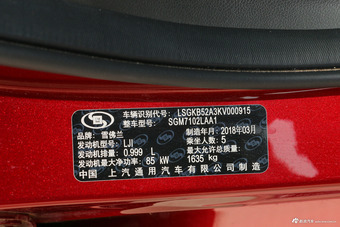 车辆识别代号: LSGKB52A3KV000915
整车型号: SGM7102LAA1
品牌: 雪佛兰 制造年月: 2018年03月
发动机型号: LJI 乘坐人数: 5
发动机排量: 0.999 L 最大允许总质量:
发动机最大净功率: 85 kW 1635 kg
中国 上汽通用汽车有限公司